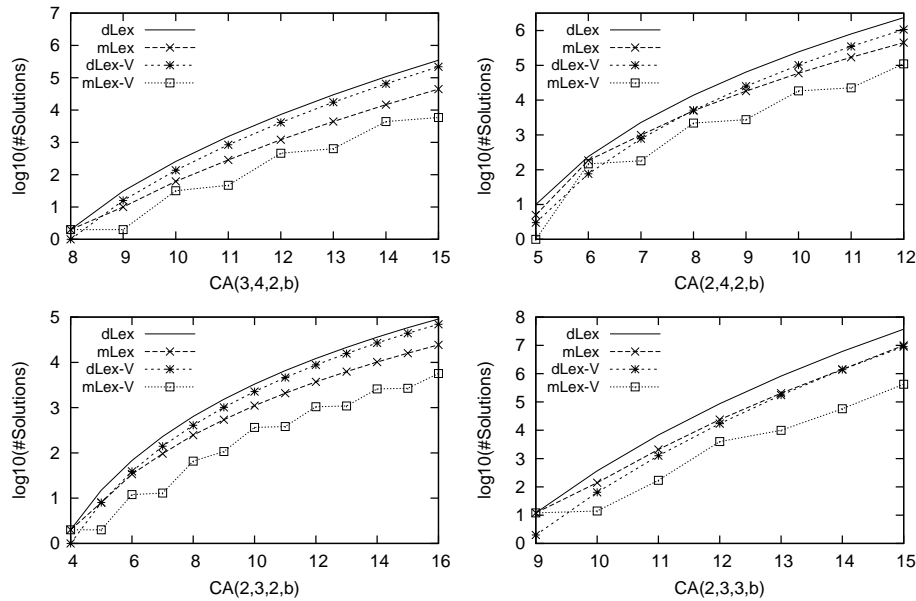 7
6
5
4
3
2
1
0
log10(#Solutions)
dLex
mLex
dLex-V
mLex-V
8 9 10 11 12 13 14 15
CA(3,4,2,b)
6
5
4
3
2
1
0
log10(#Solutions)
dLex
mLex
dLex-V
mLex-V
5 6 7 8 9 10 11 12
CA(2,4,2,b)
5
4
3
2
1
0
log10(#Solutions)
dLex
mLex
dLex-V
mLex-V
4 6 8 10 12 14 16
CA(2,3,2,b)
8
7
6
5
4
3
2
1
0
log10(#Solutions)
dLex
mLex
dLex-V
mLex-V
9 10 11 12 13 14 15
CA(2,3,3,b)